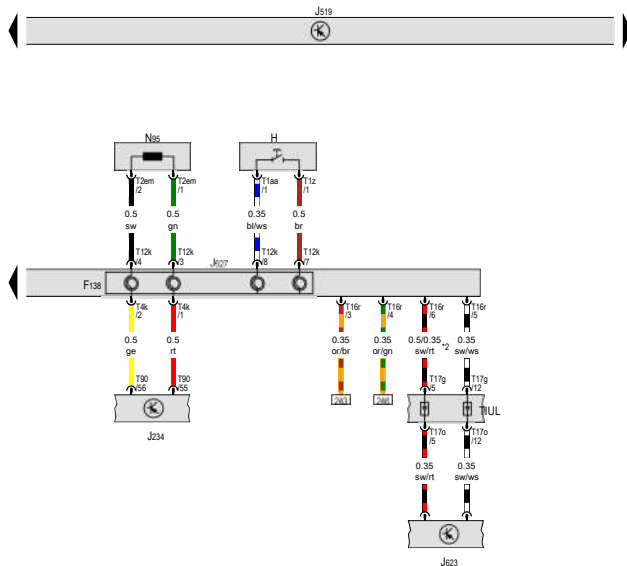 J519
N95 H
T2em /2 T2em /1 T1aa /1 T1z /1
0.5 0.5 0.35 0.5
sw gn bl/ws br
T12k /4 T12k /3 T12k /8 T12k /7
J527
F138
T4k /2 T4k /1 T16r /3 T16r /4 T16r /6 T16r /5
0.5 0.5 0.35 0.35 0.5/0.35 *2 0.35
ge rt or/br or/gn sw/rt sw/ws
T90 /56 T90 /55 T17g /5 T17g /12
243 246
TIUL
J234
T17o /5 T17o /12
0.35 0.35
sw/rt sw/ws
J623